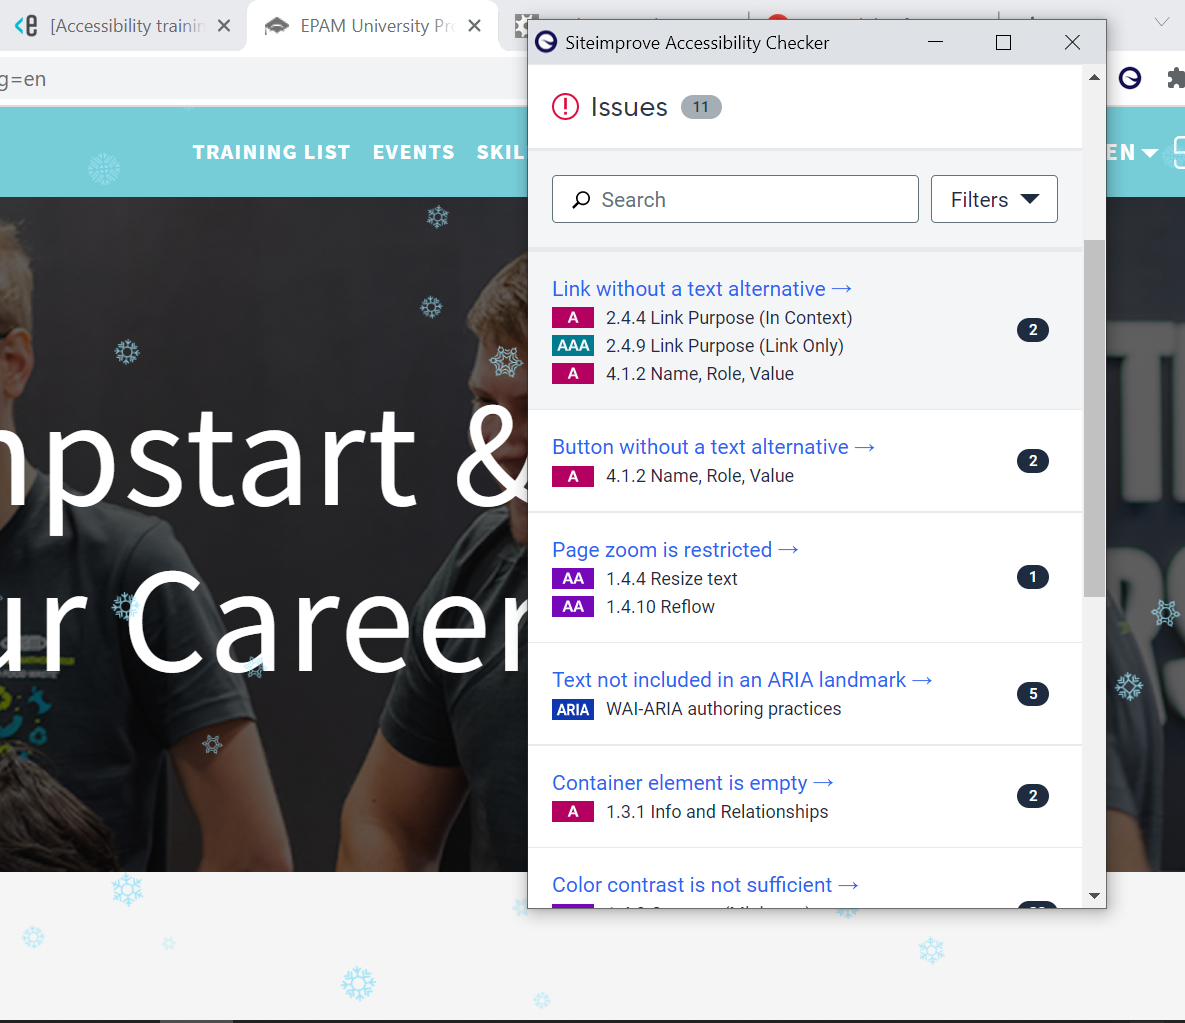 [Accessibility trainin
EPAM University Pr
Siteimprove Accessibility Checker
g=en
Issues 11
TRAINING LIST EVENTS SKIL
EN
Search
Filters
Link without a text alternative →
A 2.4.4 Link Purpose (In Context)
AAA 2.4.9 Link Purpose (Link Only)
A 4.1.2 Name, Role, Value
2
Button without a text alternative →
A 4.1.2 Name, Role, Value
2
Page zoom is restricted →
AA 1.4.4 Resize text
AA 1.4.10 Reflow
1
Text not included in an ARIA landmark →
ARIA WAI-ARIA authoring practices
5
Container element is empty →
A 1.3.1 Info and Relationships
2
Color contrast is not sufficient →
mpstart &
ur Career